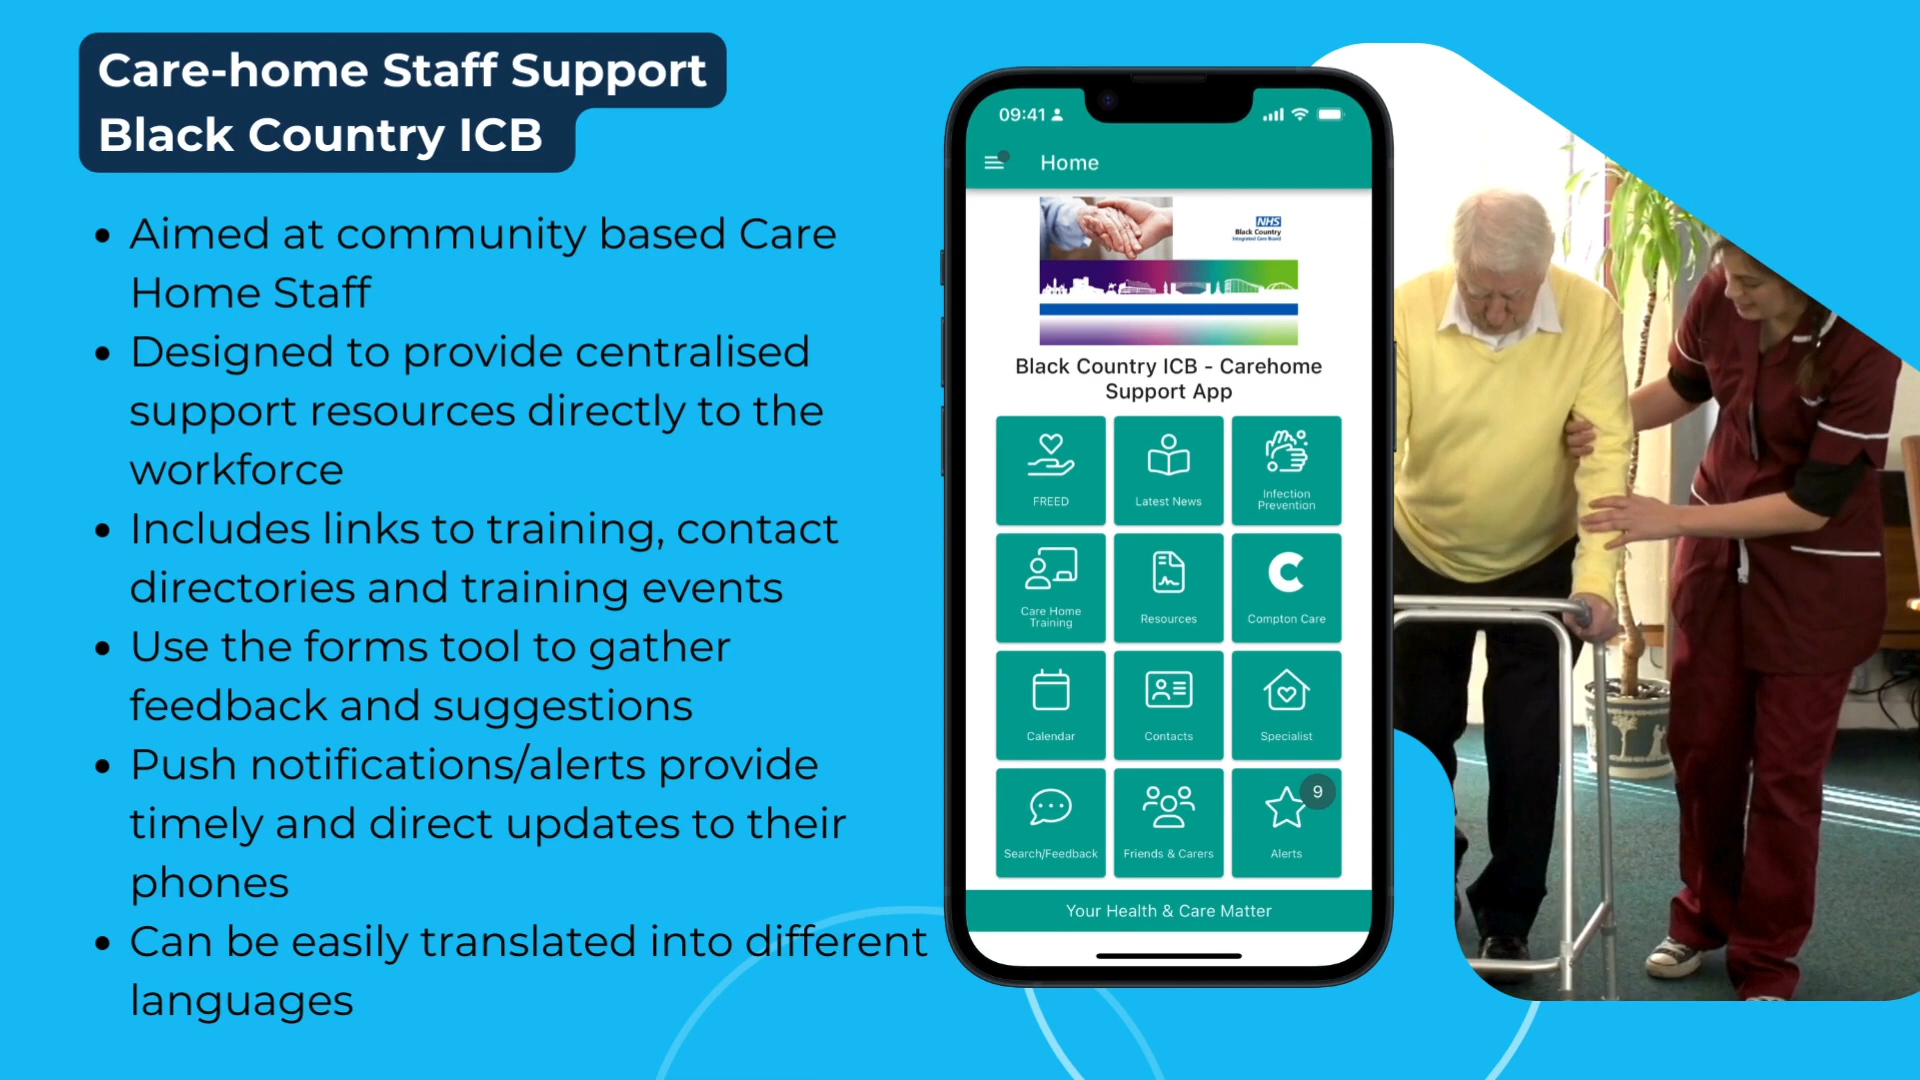 Care-home Staff Support
Black Country ICB
• Aimed at community based Care
Home Staff
• Designed to provide centralised
support resources directly to the
workforce
• Includes links to training, contact
directories and training events
• Use the forms tool to gather
feedback and suggestions
• Push notifications/alerts provide
timely and direct updates to their
phones
• Can be easily translated into different
languages
09:41
Home
NHS
Black Country
Integrated Care Board
Black Country ICB - Carehome
Support App
FREED
Latest News
Infection
Prevention
Care Home
Training
Resources
Compton Care
Calendar
Contacts
Specialist
Search/Feedback
Friends & Carers
9
Alerts
Your Health & Care Matter